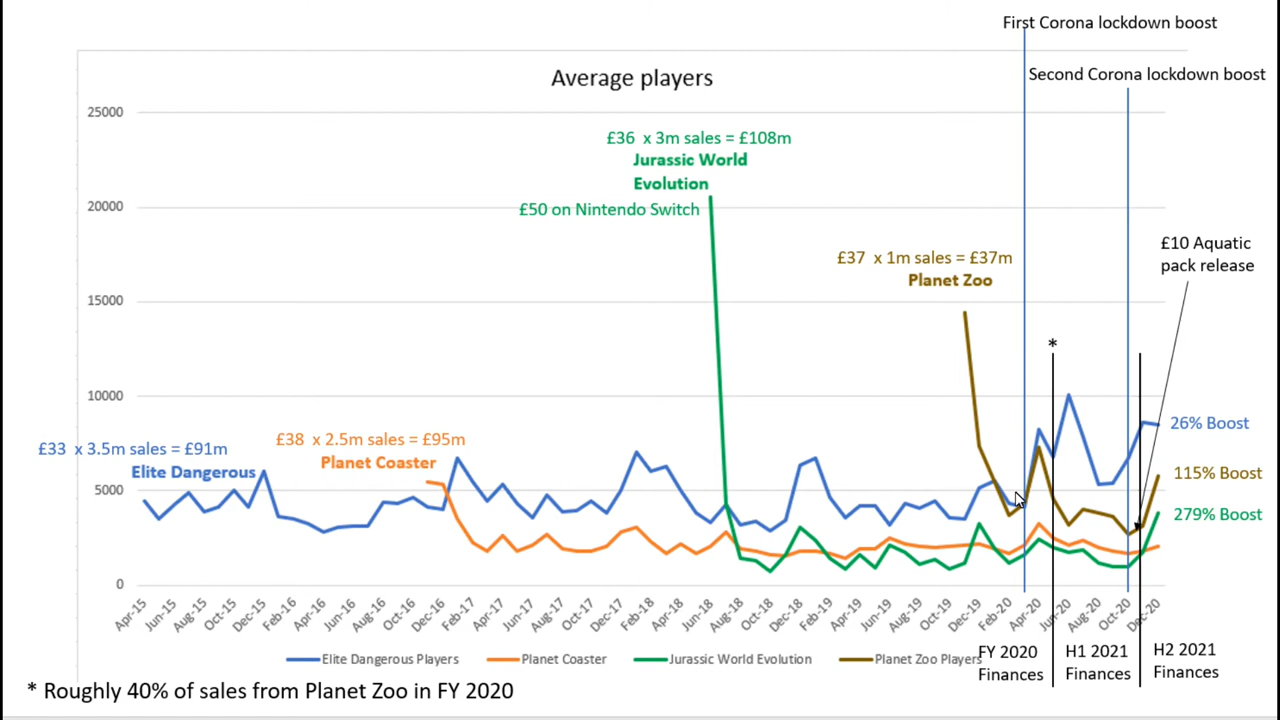 First Corona lockdown boost
Second Corona lockdown boost
Average players
25000
20000
15000
10000
5000
0
£36 x 3m sales = £108m
Jurassic World
Evolution
£50 on Nintendo Switch
£37 x 1m sales = £37m
Planet Zoo
£10 Aquatic
pack release
*
£33 x 3.5m sales = £91m
Elite Dangerous
£38 x 2.5m sales = £95m
Planet Coaster
26% Boost
115% Boost
279% Boost
Apr-15
Jun-15
Aug-15
Oct-15
Dec-15
Feb-16
Apr-16
Jun-16
Aug-16
Oct-16
Dec-16
Feb-17
Apr-17
Jun-17
Aug-17
Oct-17
Dec-17
Feb-18
Apr-18
Jun-18
Aug-18
Oct-18
Dec-18
Feb-19
Apr-19
Jun-19
Aug-19
Oct-19
Dec-19
Feb-20
Apr-20
Jun-20
Aug-20
Oct-20
Dec-20
Elite Dangerous Players
Planet Coaster
Jurassic World Evolution
Planet Zoo Players
FY 2020
Finances
H1 2021
Finances
H2 2021
Finances
* Roughly 40% of sales from Planet Zoo in FY 2020